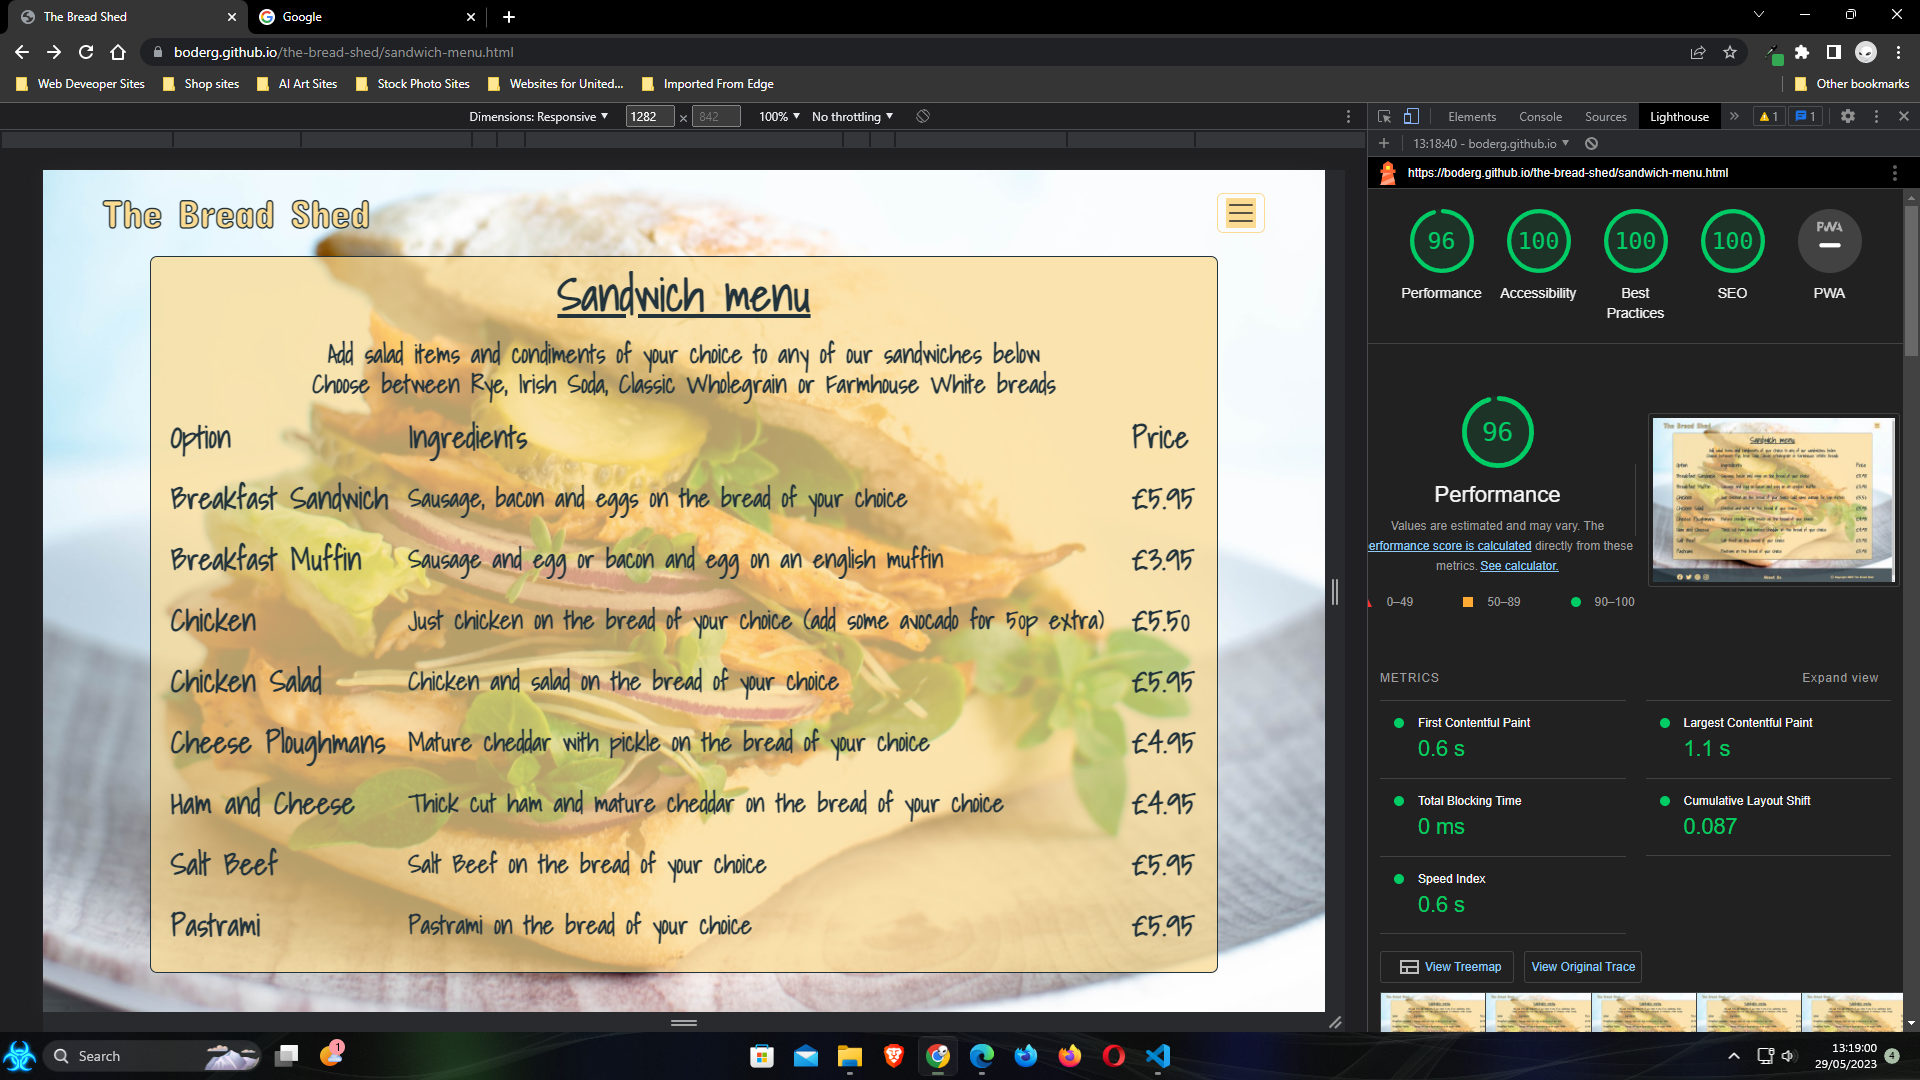 The Bread Shed
Google
boderg.github.io/the-bread-shed/sandwich-menu.html
Web Deveoper Sites
Shop sites
AI Art Sites
Stock Photo Sites
Websites for United...
Imported From Edge
Other bookmarks
Dimensions: Responsive
1282 × 842
100%
No throttling
Elements
Console
Sources
Lighthouse
1
1
13:18:40 - boderg.github.io
https://boderg.github.io/the-bread-shed/sandwich-menu.html
The Bread Shed
Sandwich menu
Add salad items and condiments of your choice to any of our sandwiches below
Choose between Rye, Irish Soda, Classic Wholegrain or Farmhouse White breads
Option Ingredients Price
Breakfast Sandwich Sausage, bacon and eggs on the bread of your choice £5.95
Breakfast Muffin Sausage and egg or bacon and egg on an english muffin £3.95
Chicken Just chicken on the bread of your choice (add some avocado for 50p extra) £5.50
Chicken Salad Chicken and salad on the bread of your choice £5.95
Cheese Ploughmans Mature cheddar with pickle on the bread of your choice £4.95
Ham and Cheese Thick cut ham and mature cheddar on the bread of your choice £4.95
Salt Beef Salt Beef on the bread of your choice £5.95
Pastrami Pastrami on the bread of your choice £5.95
96 100 100 100 PWA
Performance Accessibility Best Practices SEO PWA
96
Performance
Values are estimated and may vary. The
erformance score is calculated directly from these
metrics. See calculator.
0–49 50–89 90–100
METRICS Expand view
First Contentful Paint
0.6 s
Largest Contentful Paint
1.1 s
Total Blocking Time
0 ms
Cumulative Layout Shift
0.087
Speed Index
0.6 s
View Treemap
View Original Trace
Search
1
13:19:00
29/05/2023
4